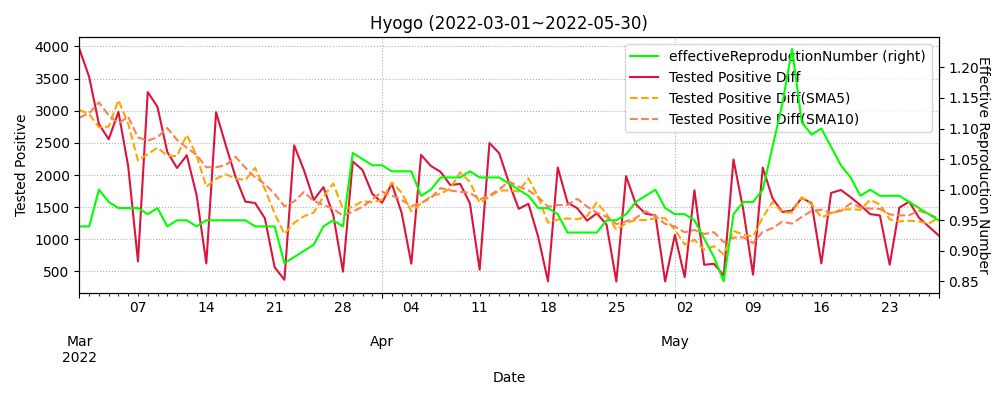 Hyogo (2022-03-01~2022-05-30)
effectiveReproductionNumber (right)
Tested Positive Diff
Tested Positive Diff(SMA5)
Tested Positive Diff(SMA10)
Tested Positive
4000
3500
3000
2500
2000
1500
1000
500
Effective Reproduction Number
1.20
1.15
1.10
1.05
1.00
0.95
0.90
0.85
07 14 21 28 04 11 18 25 02 09 16 23
Mar Apr May
2022
Date